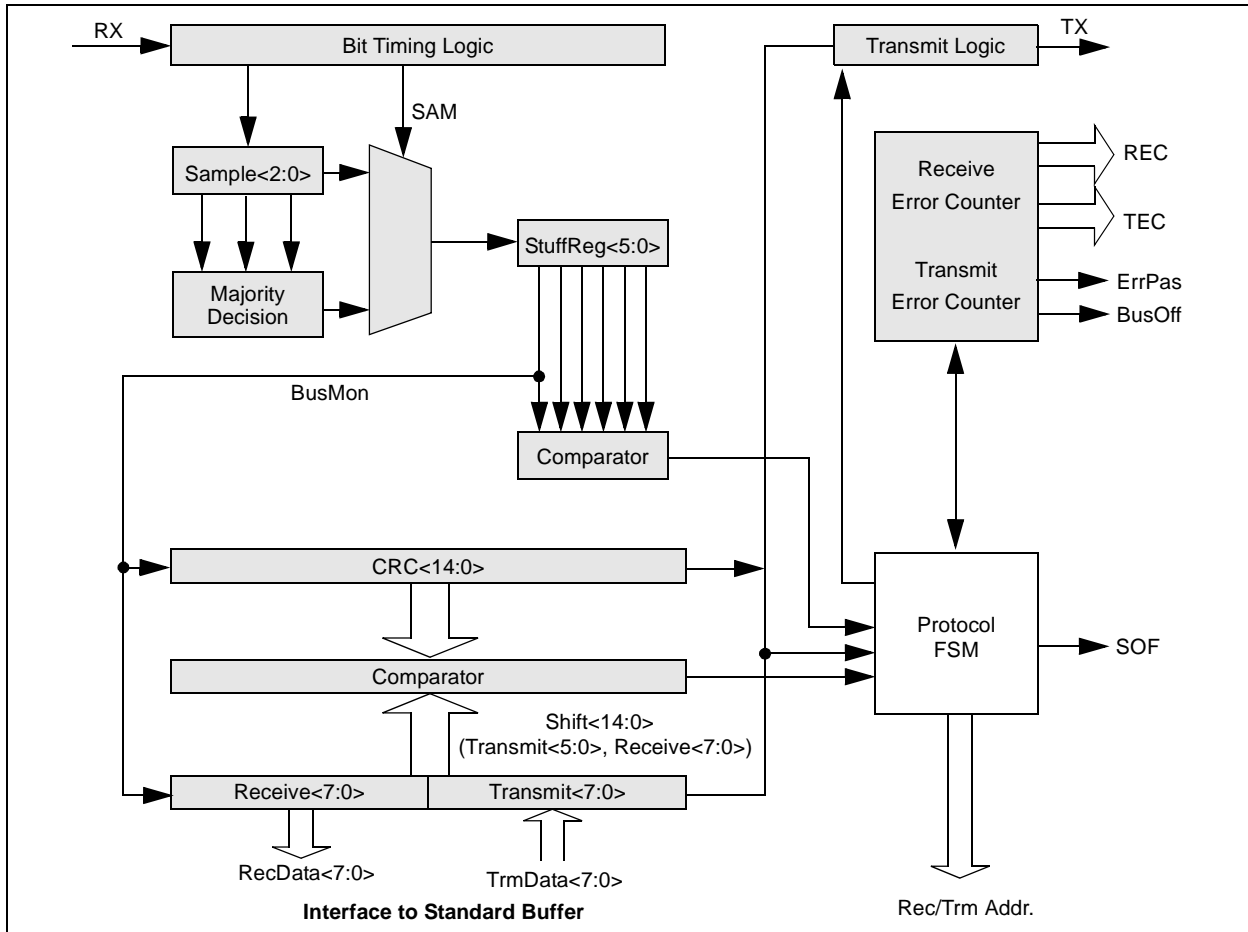 RX
Bit Timing Logic
Transmit Logic
TX
SAM
Sample<2:0>
Receive
Error Counter
REC
TEC
StuffReg<5:0>
Majority
Decision
Transmit
Error Counter
ErrPas
BusOff
BusMon
Comparator
CRC<14:0>
Protocol
FSM
SOF
Comparator
Shift<14:0>
(Transmit<5:0>, Receive<7:0>)
Receive<7:0>
Transmit<7:0>
RecData<7:0>
TrmData<7:0>
Interface to Standard Buffer
Rec/Trm Addr.